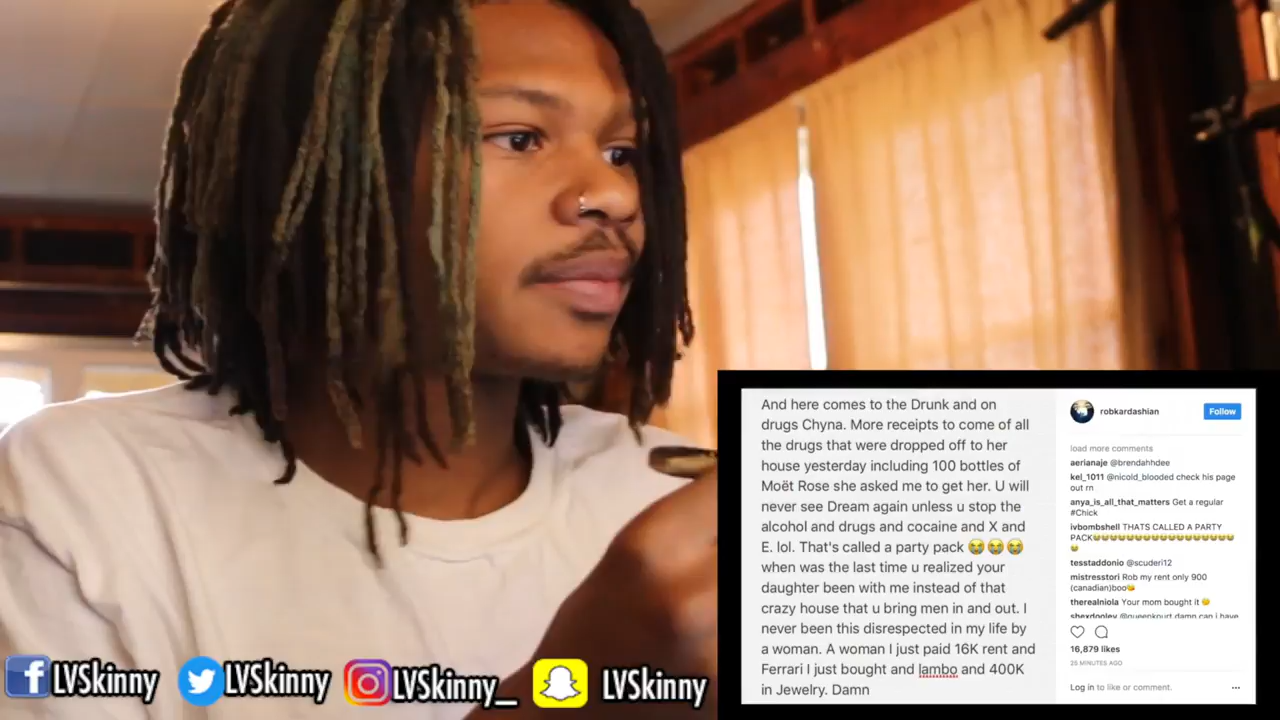 And here comes to the Drunk and on
drugs Chyna. More receipts to come of all
the drugs that were dropped off to her
house yesterday including 100 bottles of
Moët Rose she asked me to get her. U will
never see Dream again unless u stop the
alcohol and drugs and cocaine and X and
E. lol. That's called a party pack 😭😭😭
when was the last time u realized your
daughter been with me instead of that
crazy house that u bring men in and out. I
never been this disrespected in my life by
a woman. A woman I just paid 16K rent and
Ferrari I just bought and lambo and 400K
in Jewelry. Damn
robkardashian
Follow
load more comments
aerianaje @brendahhdee
kel_1011 @nicold_blooded check his page
out rn
anya_is_all_that_matters Get a regular
#Chick
ivbombshell THATS CALLED A PARTY
PACK😂😂😂😂😂😂😂😂😂😂😂😂😂😂😂
😂
tesstaddonio @scuderi12
mistresstori Rob my rent only 900
(canadian)boo😘
therealniola Your mom bought it 😏
shexdooley @queenkourt damn can i have
16,879 likes
35 MINUTES AGO
Log in to like or comment.
LVSkinny
LVSkinny
LVSkinny_
LVSkinny